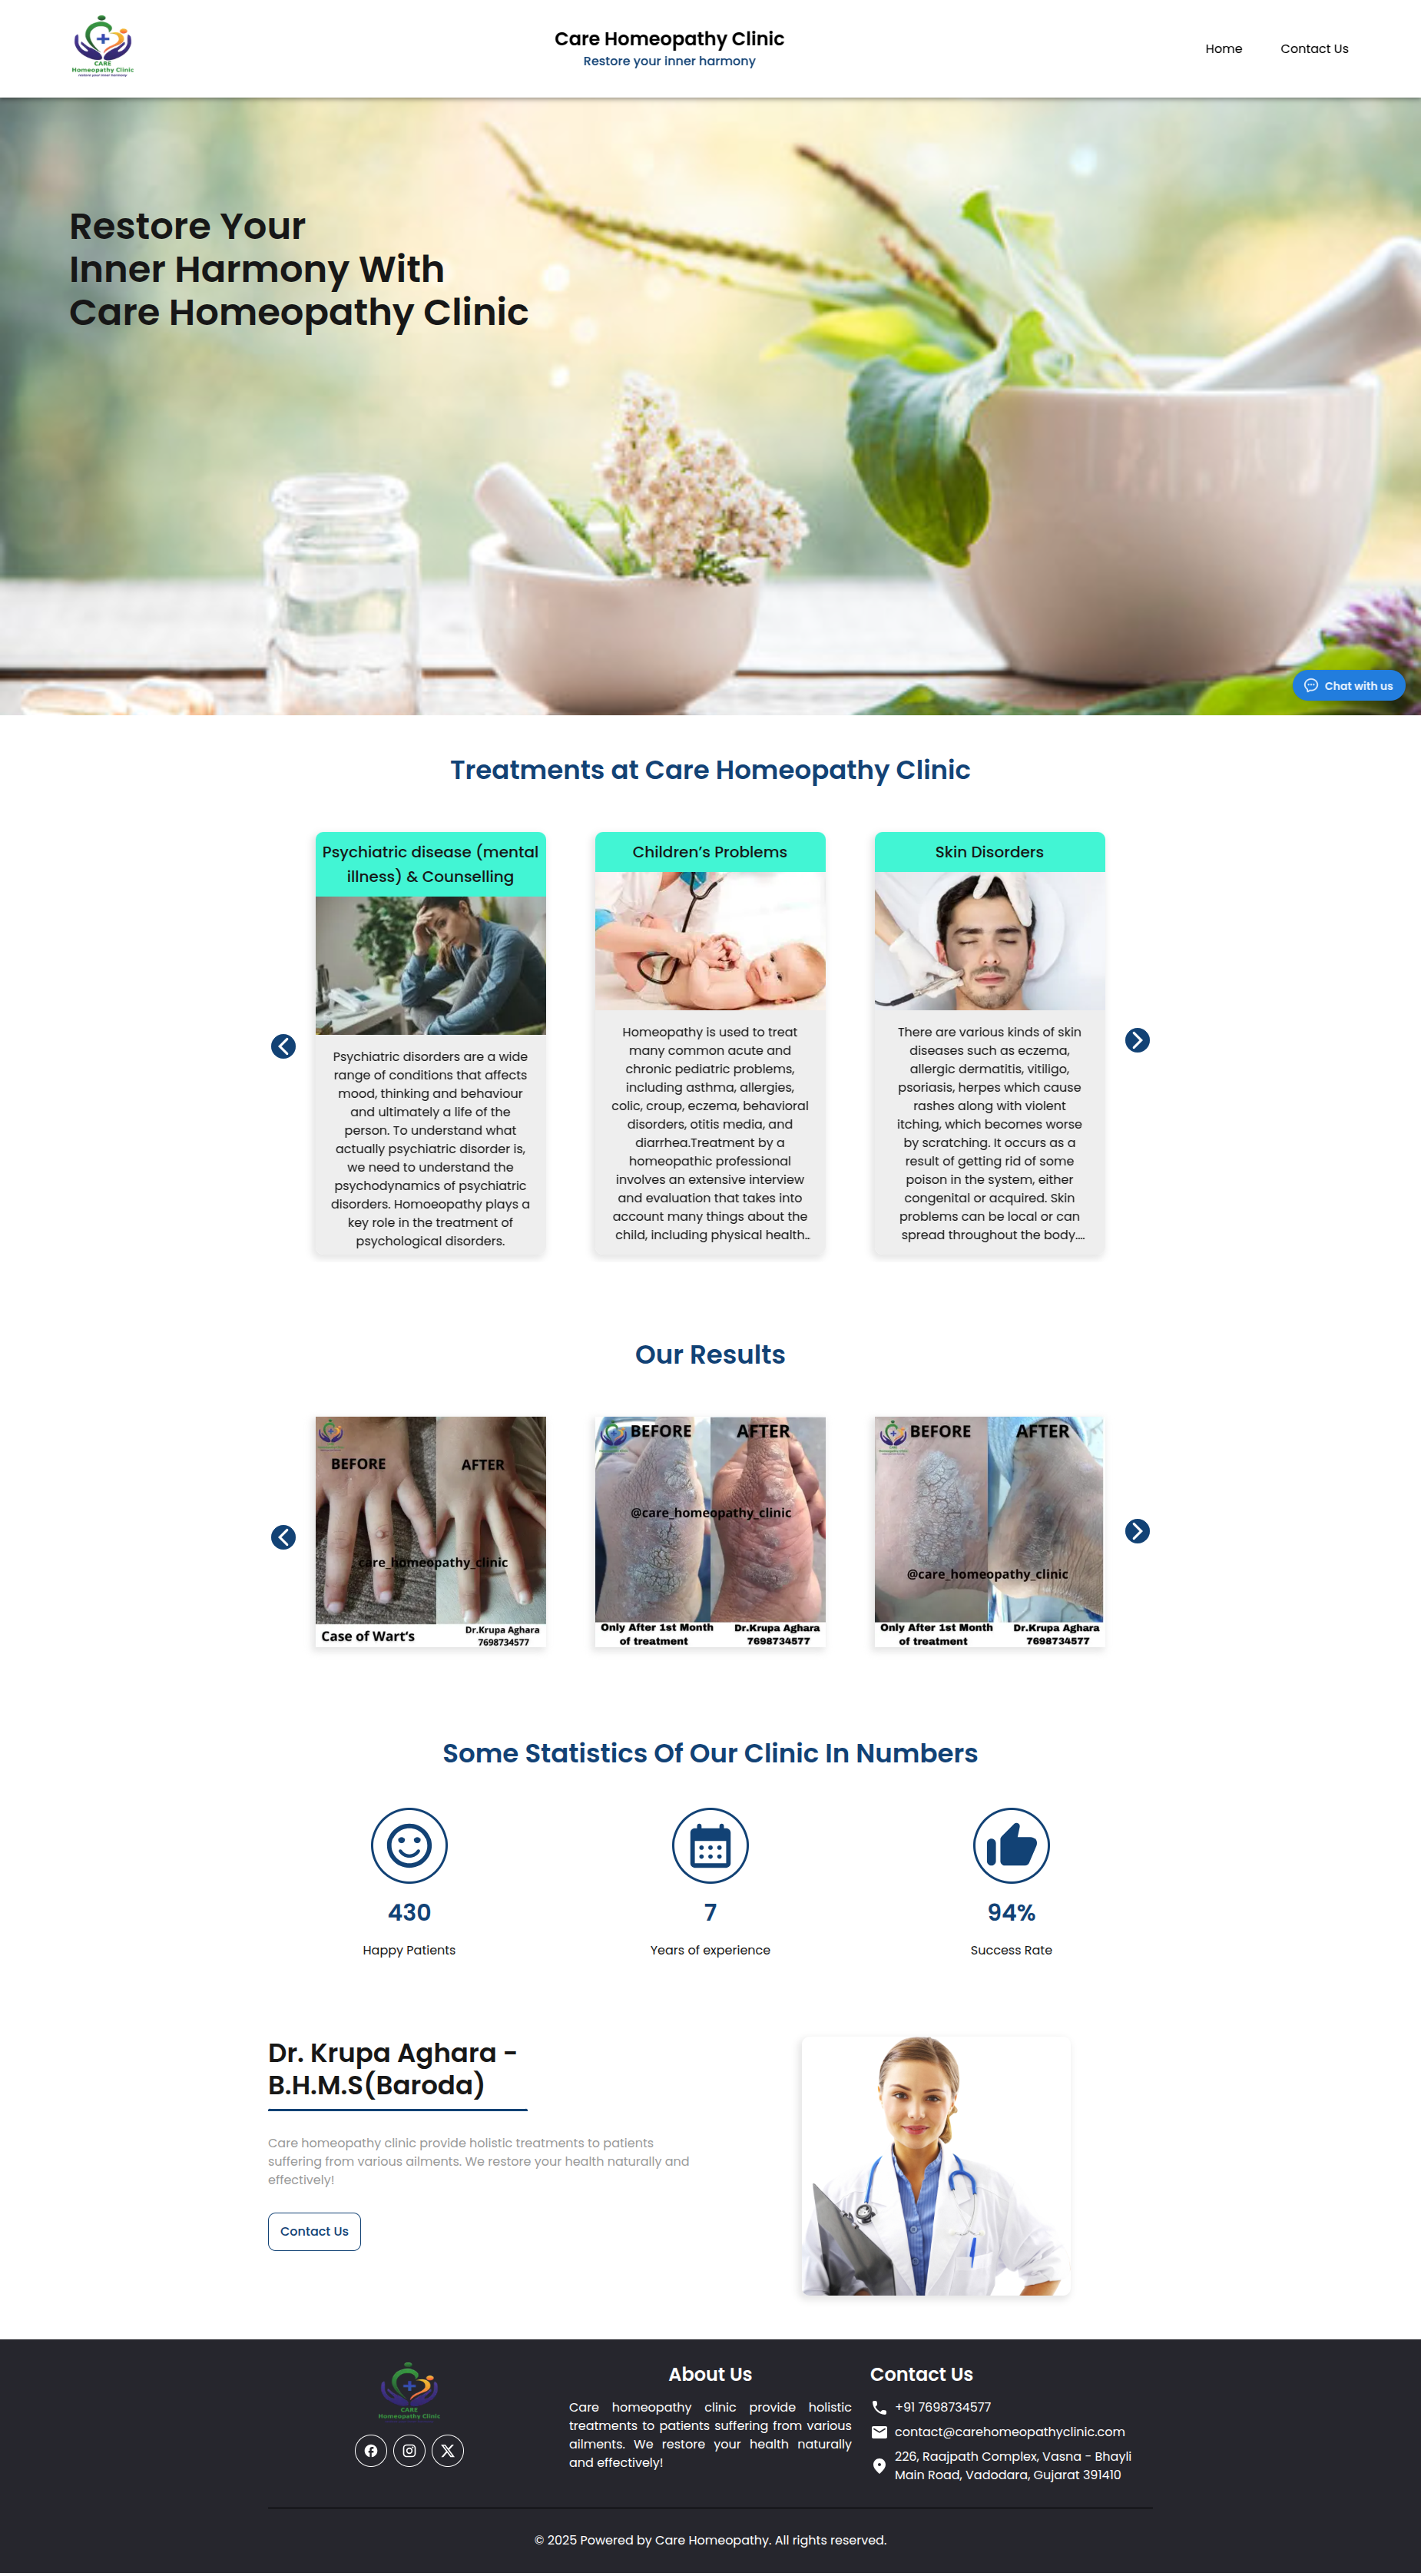 CARE
Homeopathy Clinic
restore your inner harmony
Care Homeopathy Clinic
Restore your inner harmony
Home
Contact Us
Restore Your
Inner Harmony With
Care Homeopathy Clinic
Chat with us
Treatments at Care Homeopathy Clinic
Psychiatric disease (mental
illness) & Counselling
Psychiatric disorders are a wide
range of conditions that affects
mood, thinking and behaviour
and ultimately a life of the
person. To understand what
actually psychiatric disorder is,
we need to understand the
psychodynamics of psychiatric
disorders. Homoeopathy plays a
key role in the treatment of
psychological disorders.
Children’s Problems
Homeopathy is used to treat
many common acute and
chronic pediatric problems,
including asthma, allergies,
colic, croup, eczema, behavioral
disorders, otitis media, and
diarrhea.Treatment by a
homeopathic professional
involves an extensive interview
and evaluation that takes into
account many things about the
child, including physical health..
Skin Disorders
There are various kinds of skin
diseases such as eczema,
allergic dermatitis, vitiligo,
psoriasis, herpes which cause
rashes along with violent
itching, which becomes worse
by scratching. It occurs as a
result of getting rid of some
poison in the system, either
congenital or acquired. Skin
problems can be local or can
spread throughout the body....
Our Results
BEFORE
AFTER
care_homeopathy_clinic
Case of Wart’s
Dr.Krupa Aghara
7698734577
BEFORE
AFTER
@care_homeopathy_clinic
Only After 1st Month
of treatment
Dr.Krupa Aghara
7698734577
BEFORE
AFTER
@care_homeopathy_clinic
Only After 1st Month
of treatment
Dr.Krupa Aghara
7698734577
Some Statistics Of Our Clinic In Numbers
430
Happy Patients
7
Years of experience
94%
Success Rate
Dr. Krupa Aghara -
B.H.M.S(Baroda)
Care homeopathy clinic provide holistic treatments to patients
suffering from various ailments. We restore your health naturally and
effectively!
Contact Us
CARE
Homeopathy Clinic
About Us
Care homeopathy clinic provide holistic
treatments to patients suffering from various
ailments. We restore your health naturally
and effectively!
Contact Us
+91 7698734577
contact@carehomeopathyclinic.com
226, Raajpath Complex, Vasna - Bhayli
Main Road, Vadodara, Gujarat 391410
© 2025 Powered by Care Homeopathy. All rights reserved.